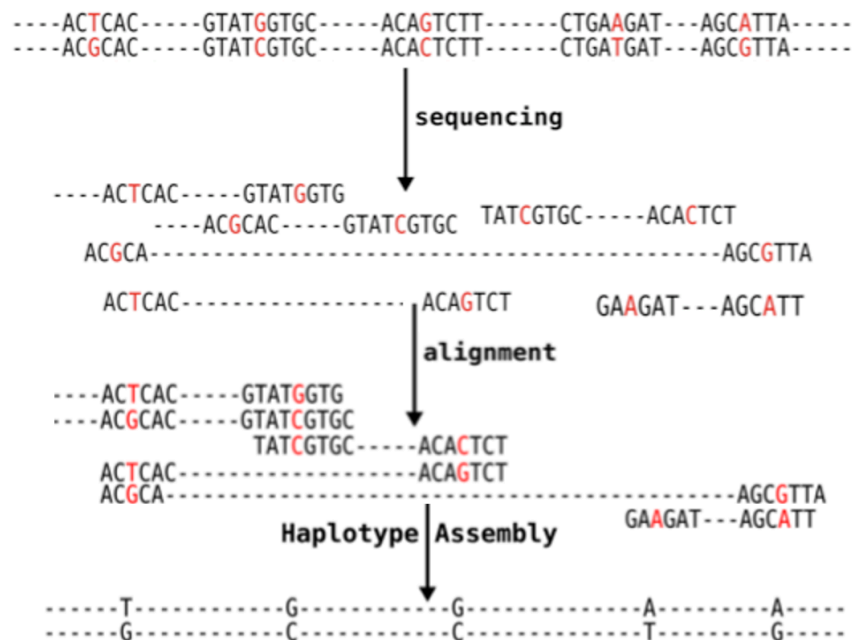 ----ACTCAC-----GTATGGTGC-----ACAGTCTT------CTGAAGAT---AGCATTA-----
----ACGCAC-----GTATCGTGC-----ACACTCTT------CTGATGAT---AGCGTTA-----
sequencing
----ACTCAC-----GTATGGTG
----ACGCAC-----GTATCGTGC TATCGTGC-----ACACTCT
ACGCA-------------------------------------------------AGCGTTA
ACTCAC------------------ACAGTCT GAAGAT---AGCATT
alignment
----ACTCAC-----GTATGGTG
----ACGCAC-----GTATCGTGC
TATCGTGC-----ACACTCT
ACTCAC-------------------ACAGTCT
ACGCA-------------------------------------------------AGCGTTA
GAAGAT---AGCATT
Haplotype Assembly
------T------------G------------G--------------A---------A-----
------G------------C------------C--------------T---------G-----